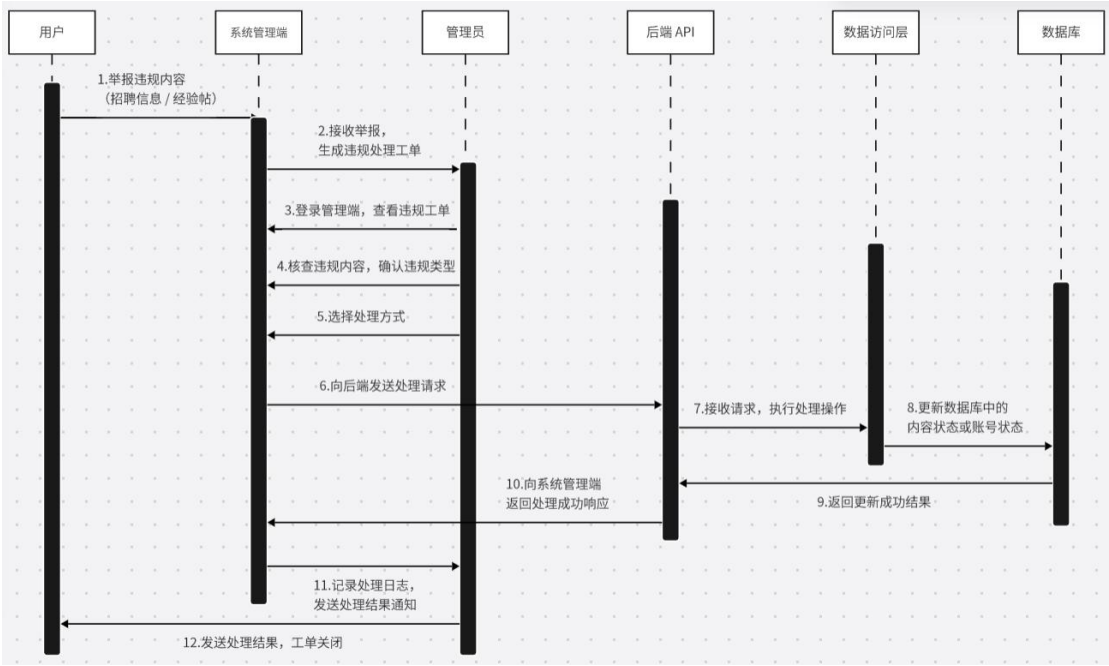 用户
系统管理端
管理员
后端 API
数据访问层
数据库
1.举报违规内容
（招聘信息 / 经验帖）
2.接收举报，
生成违规处理工单
3.登录管理端，查看违规工单
4.核查违规内容，确认违规类型
5.选择处理方式
6.向后端发送处理请求
7.接收请求，执行处理操作
8.更新数据库中的
内容状态或账号状态
9.返回更新成功结果
10.向系统管理端
返回处理成功响应
11.记录处理日志，
发送处理结果通知
12.发送处理结果，工单关闭